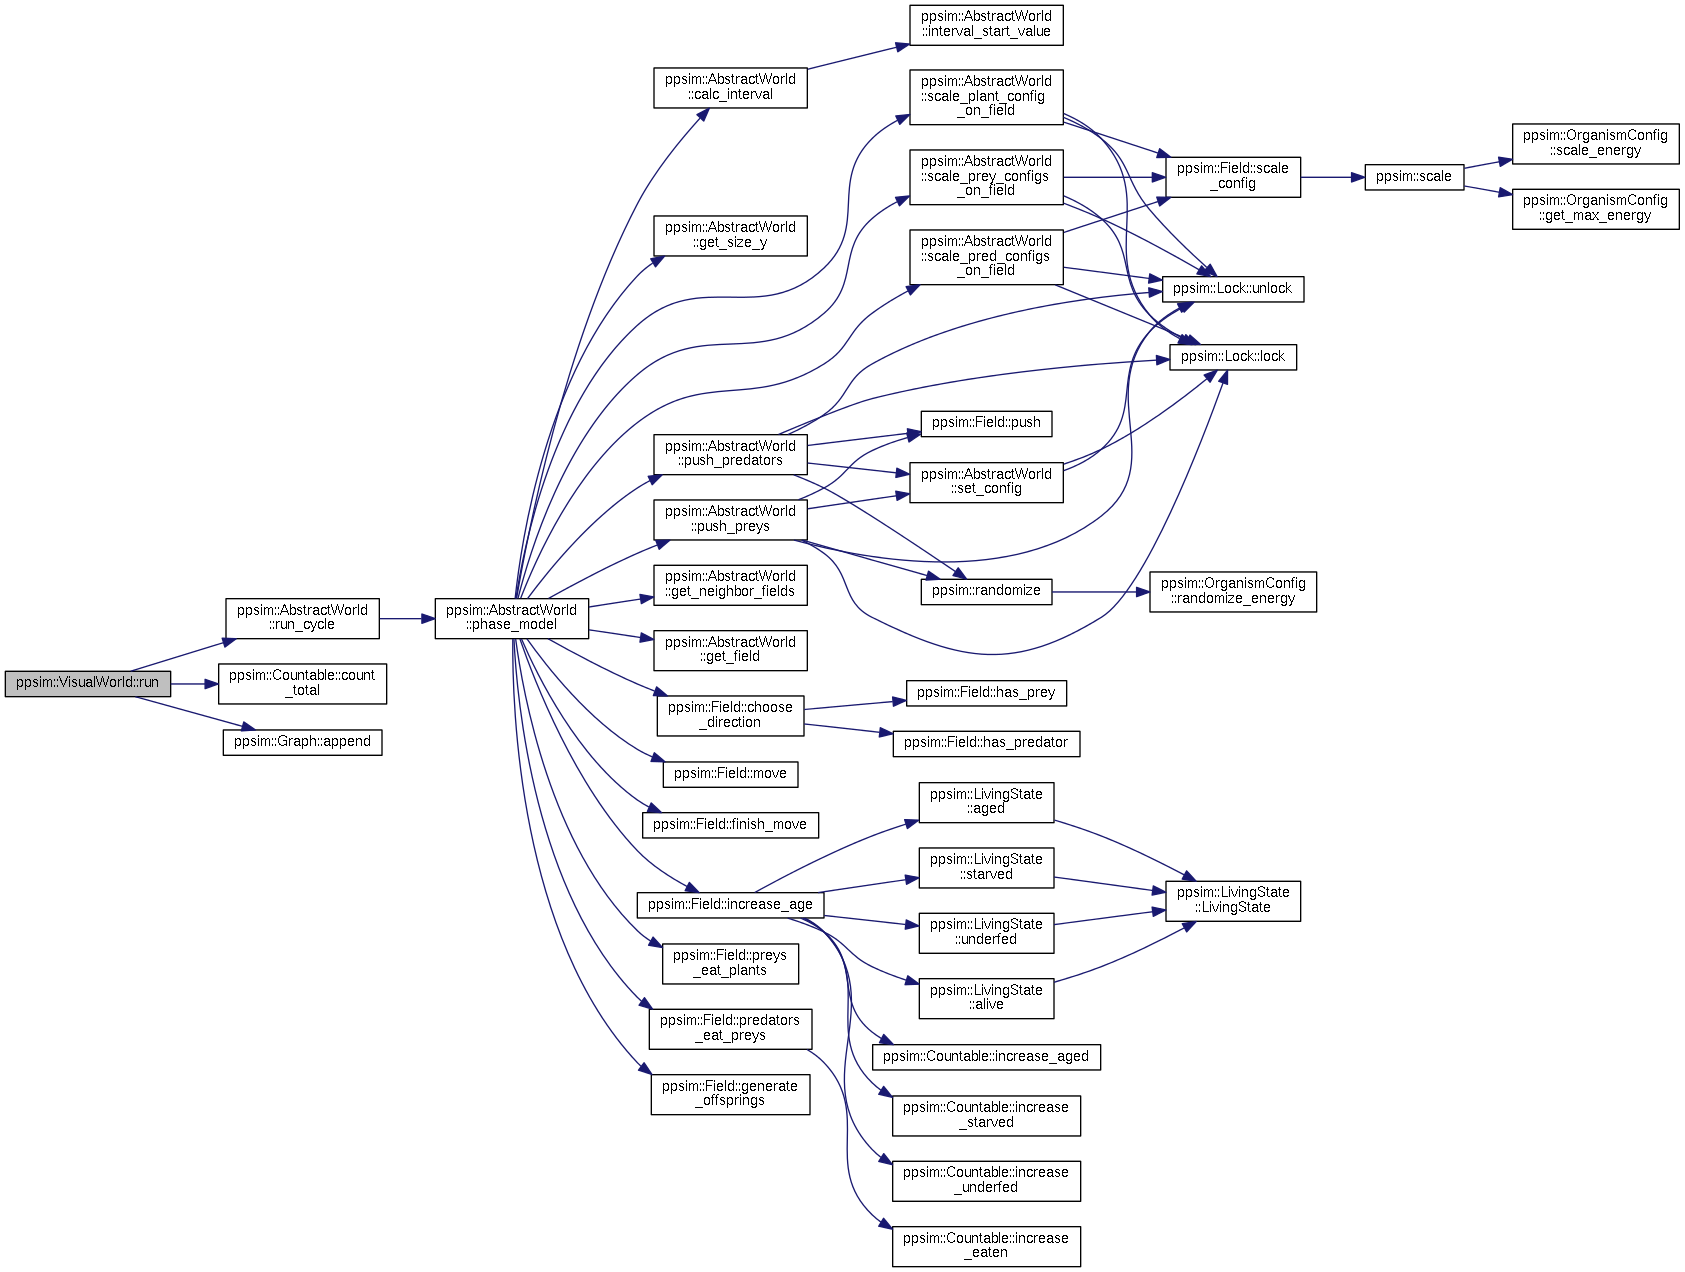 ppsim::VisualWorld::run
ppsim::AbstractWorld
::run_cycle
ppsim::Countable::count
_total
ppsim::Graph::append
ppsim::AbstractWorld
::phase_model
ppsim::AbstractWorld
::calc_interval
ppsim::AbstractWorld
::get_size_y
ppsim::AbstractWorld
::push_predators
ppsim::AbstractWorld
::push_preys
ppsim::AbstractWorld
::get_neighbor_fields
ppsim::AbstractWorld
::get_field
ppsim::Field::choose
_direction
ppsim::Field::move
ppsim::Field::finish_move
ppsim::Field::increase_age
ppsim::Field::preys
_eat_plants
ppsim::Field::predators
_eat_preys
ppsim::Field::generate
_offsprings
ppsim::AbstractWorld
::interval_start_value
ppsim::AbstractWorld
::scale_plant_config
_on_field
ppsim::AbstractWorld
::scale_prey_configs
_on_field
ppsim::AbstractWorld
::scale_pred_configs
_on_field
ppsim::Field::push
ppsim::AbstractWorld
::set_config
ppsim::randomize
ppsim::Field::has_prey
ppsim::Field::has_predator
ppsim::LivingState
::aged
ppsim::LivingState
::starved
ppsim::LivingState
::underfed
ppsim::LivingState
::alive
ppsim::Countable::increase_aged
ppsim::Countable::increase
_starved
ppsim::Countable::increase
_underfed
ppsim::Countable::increase
_eaten
ppsim::Field::scale
_config
ppsim::Lock::unlock
ppsim::Lock::lock
ppsim::OrganismConfig
::randomize_energy
ppsim::LivingState
::LivingState
ppsim::scale
ppsim::OrganismConfig
::scale_energy
ppsim::OrganismConfig
::get_max_energy